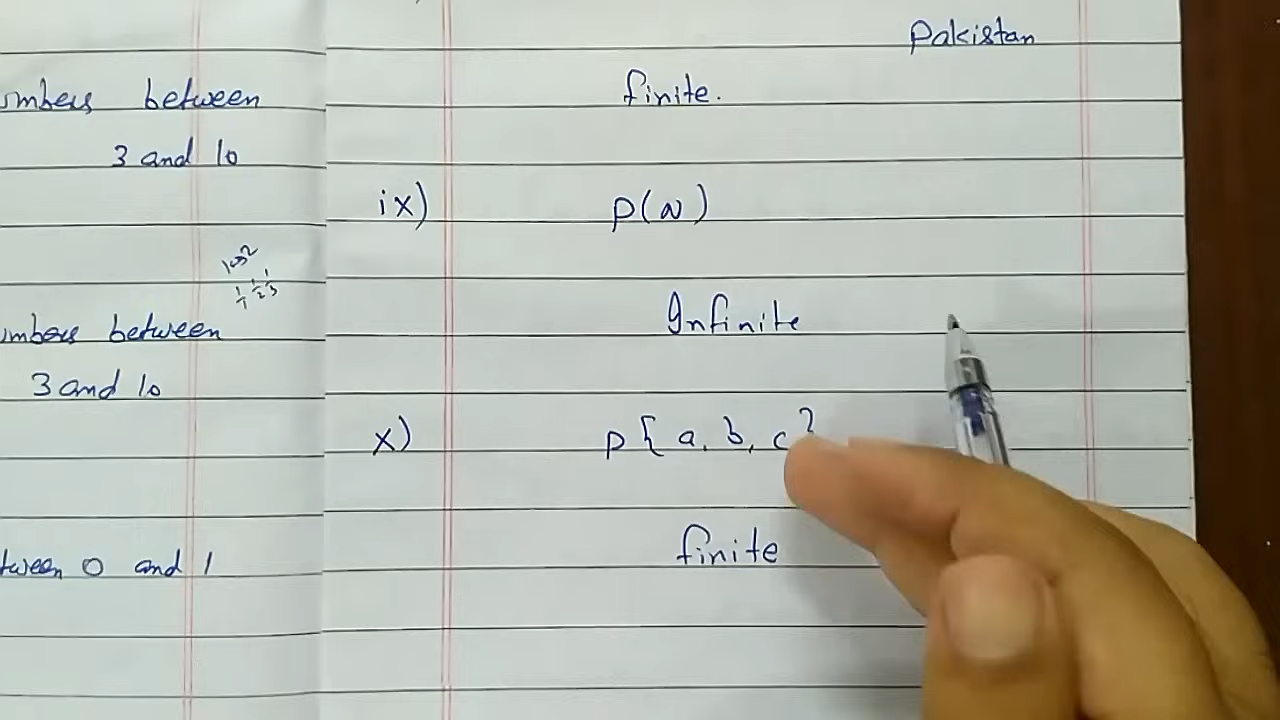 umbers between
3 and 10
umbers between
3 and 10
tween 0 and 1
Pakistan
finite.
ix) P(N)
Infinite
x) P{ a, b, c }
finite